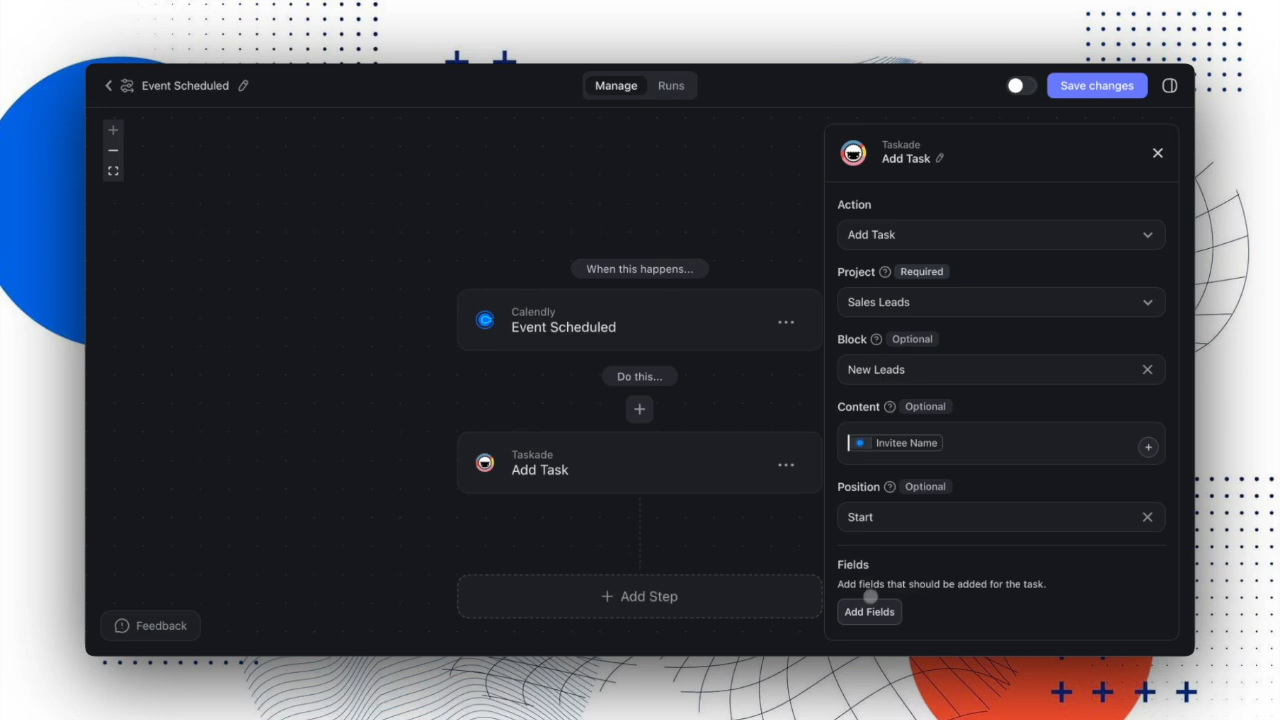 Event Scheduled
Manage
Runs
Save changes
When this happens...
Calendly
Event Scheduled
Do this...
Taskade
Add Task
Add Step
Feedback
Taskade
Add Task
Action
Add Task
Project
Required
Sales Leads
Block
Optional
New Leads
Content
Optional
Invitee Name
Position
Optional
Start
Fields
Add fields that should be added for the task.
Add Fields